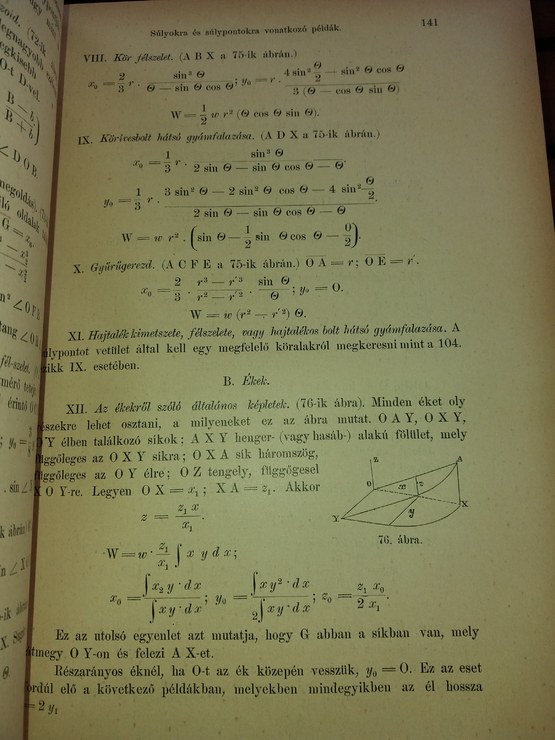 Súlyokra és súlypontokra vonatkozó példák.
141
VIII. Kör félszelet. (A B X a 75-ik ábrán.)
x₀ = 2/3 r · sin³ Θ / (Θ — sin Θ cos Θ) ; y₀ = r · (4 sin² Θ/2 — sin² Θ cos Θ) / (3 (Θ — cos Θ sin Θ))
W = 1/2 w r² (Θ cos Θ sin Θ).
IX. Körívesbolt hátsó gyámfalazása. (A D X a 75-ik ábrán.)
x₀ = 1/3 r · sin³ Θ / (2 sin Θ — sin Θ cos Θ — Θ)
y₀ = 1/3 r · (3 sin² Θ — 2 sin² Θ cos Θ — 4 sin² Θ/2) / (2 sin Θ — sin Θ cos Θ — Θ)
W = w r² · (sin Θ — 1/2 sin Θ cos Θ — Θ/2).
X. Gyűrűgerezd. (A C F E a 75-ik ábrán.) O A = r; O E = r′.
x₀ = 2/3 · (r³ — r′³) / (r² — r′²) · sin Θ / Θ ; y₀ = O.
W = w (r² — r′²) Θ.
XI. Hajtalék kimetszete, félszelete, vagy hajtalékos bolt hátsó gyámfalazása. A
súlypontot vetület által kell egy megfelelő köralakról megkeresni mint a 104.
czikk IX. esetében.
B. Ékek.
XII. Az ékekről szóló általános képletek. (76-ik ábra). Minden éket oly
részekre lehet osztani, a milyeneket ez az ábra mutat. O A Y, O X Y,
O Y élben találkozó síkok; A X Y henger- (vagy hasáb-) alakú fölület, mely
függőleges az O X Y síkra; O X A sík háromszög,
függőleges az O Y élre; O Z tengely, függőgesel
X O Y-re. Legyen O X = x₁ ; X A = z₁. Akkor
z = z₁ x / x₁.
W = w · z₁/x₁ ∫ x y d x ;
x₀ = ∫ x₂ y · d x / ∫ x y · d x ; y₀ = ∫ x y² · d x / 2 ∫ x y · d x ; z₀ = z₁ x₀ / 2 x₁.
Z
A
O
x
z
X
y
Y
76. ábra.
Ez az utolsó egyenlet azt mutatja, hogy G abban a síkban van, mely
átmegy O Y-on és felezi A X-et.
Részarányos éknél, ha O-t az ék közepén vesszük, y₀ = O. Ez az eset
fordúl elő a következő példákban, melyekben mindegyikben az él hossza
= 2 y₁